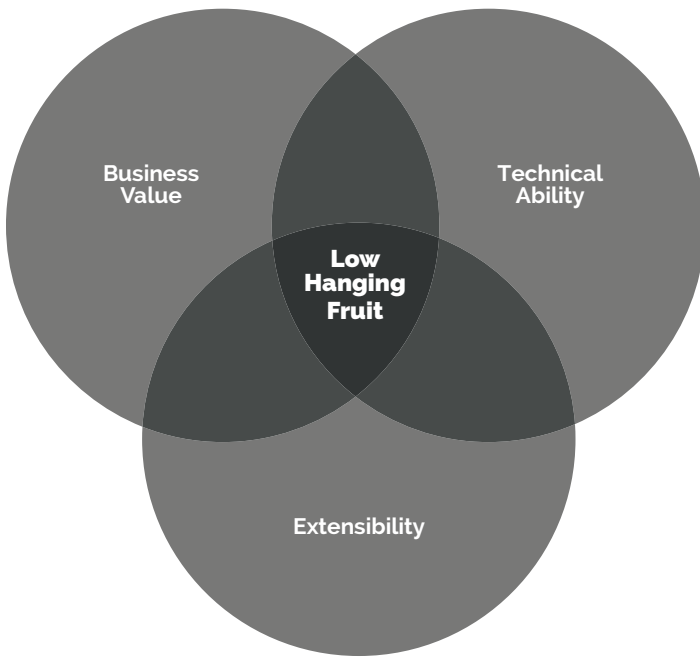 Business
Value
Technical
Ability
Low
Hanging
Fruit
Extensibility